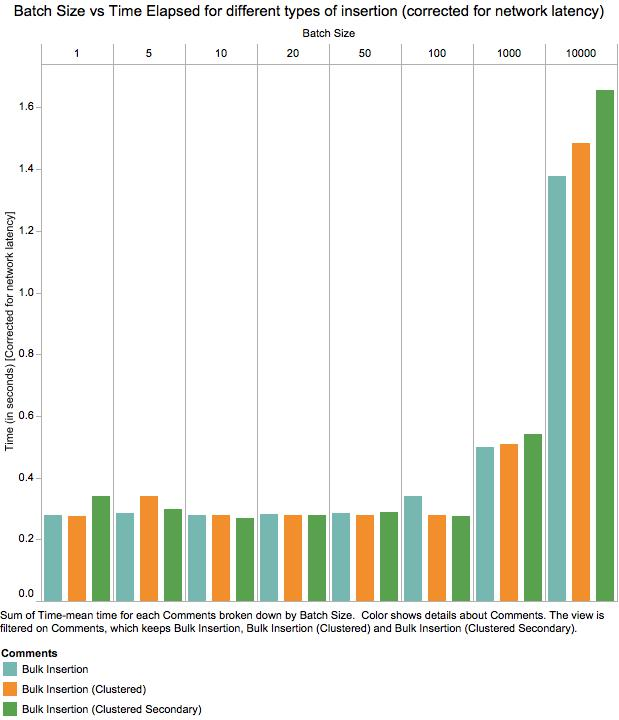 Batch Size vs Time Elapsed for different types of insertion (corrected for network latency)
Batch Size
1 5 10 20 50 100 1000 10000
Time (in seconds) [Corrected for network latency]
1.6
1.4
1.2
1.0
0.8
0.6
0.4
0.2
0.0
Sum of Time-mean time for each Comments broken down by Batch Size.  Color shows details about Comments. The view is
filtered on Comments, which keeps Bulk Insertion, Bulk Insertion (Clustered) and Bulk Insertion (Clustered Secondary).
Comments
Bulk Insertion
Bulk Insertion (Clustered)
Bulk Insertion (Clustered Secondary)